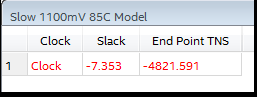 Slow 1100mV 85C Model
Clock Slack End Point TNS
1 Clock -7.353 -4821.591